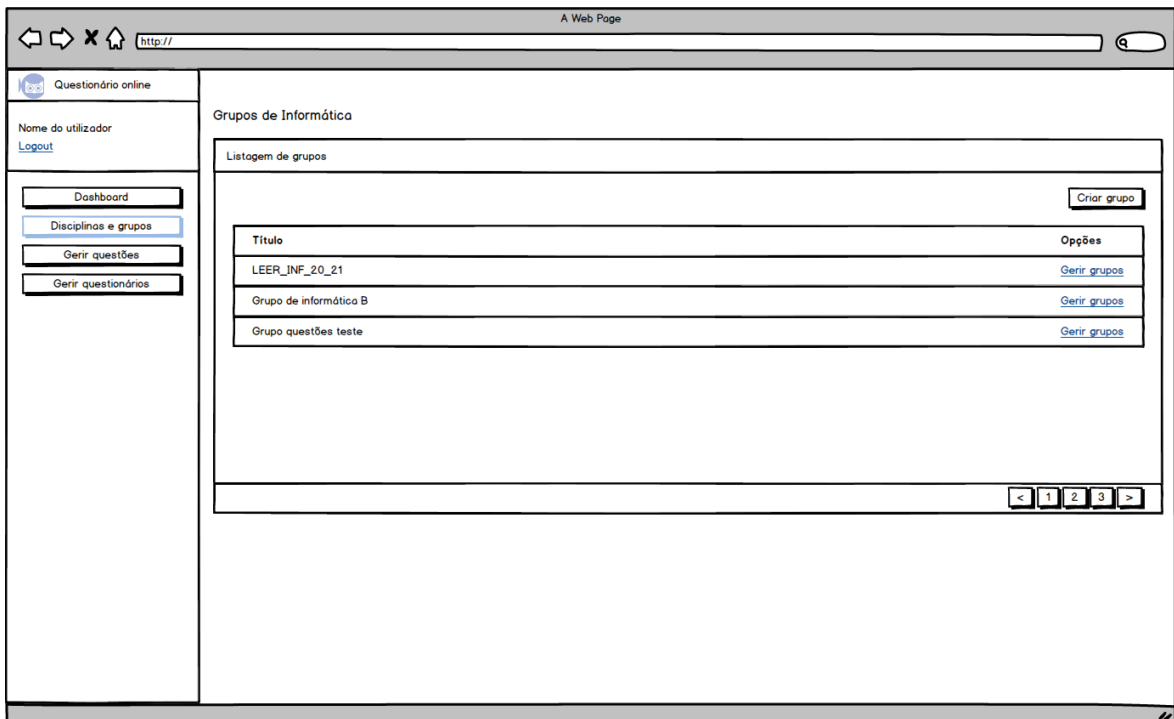 A Web Page
http://
Questionário online
Nome do utilizador
Logout
Dashboard
Disciplinas e grupos
Gerir questões
Gerir questionários
Grupos de Informática
Listagem de grupos
Criar grupo
Título Opções
LEER_INF_20_21 Gerir grupos
Grupo de informática B Gerir grupos
Grupo questões teste Gerir grupos
< 1 2 3 >